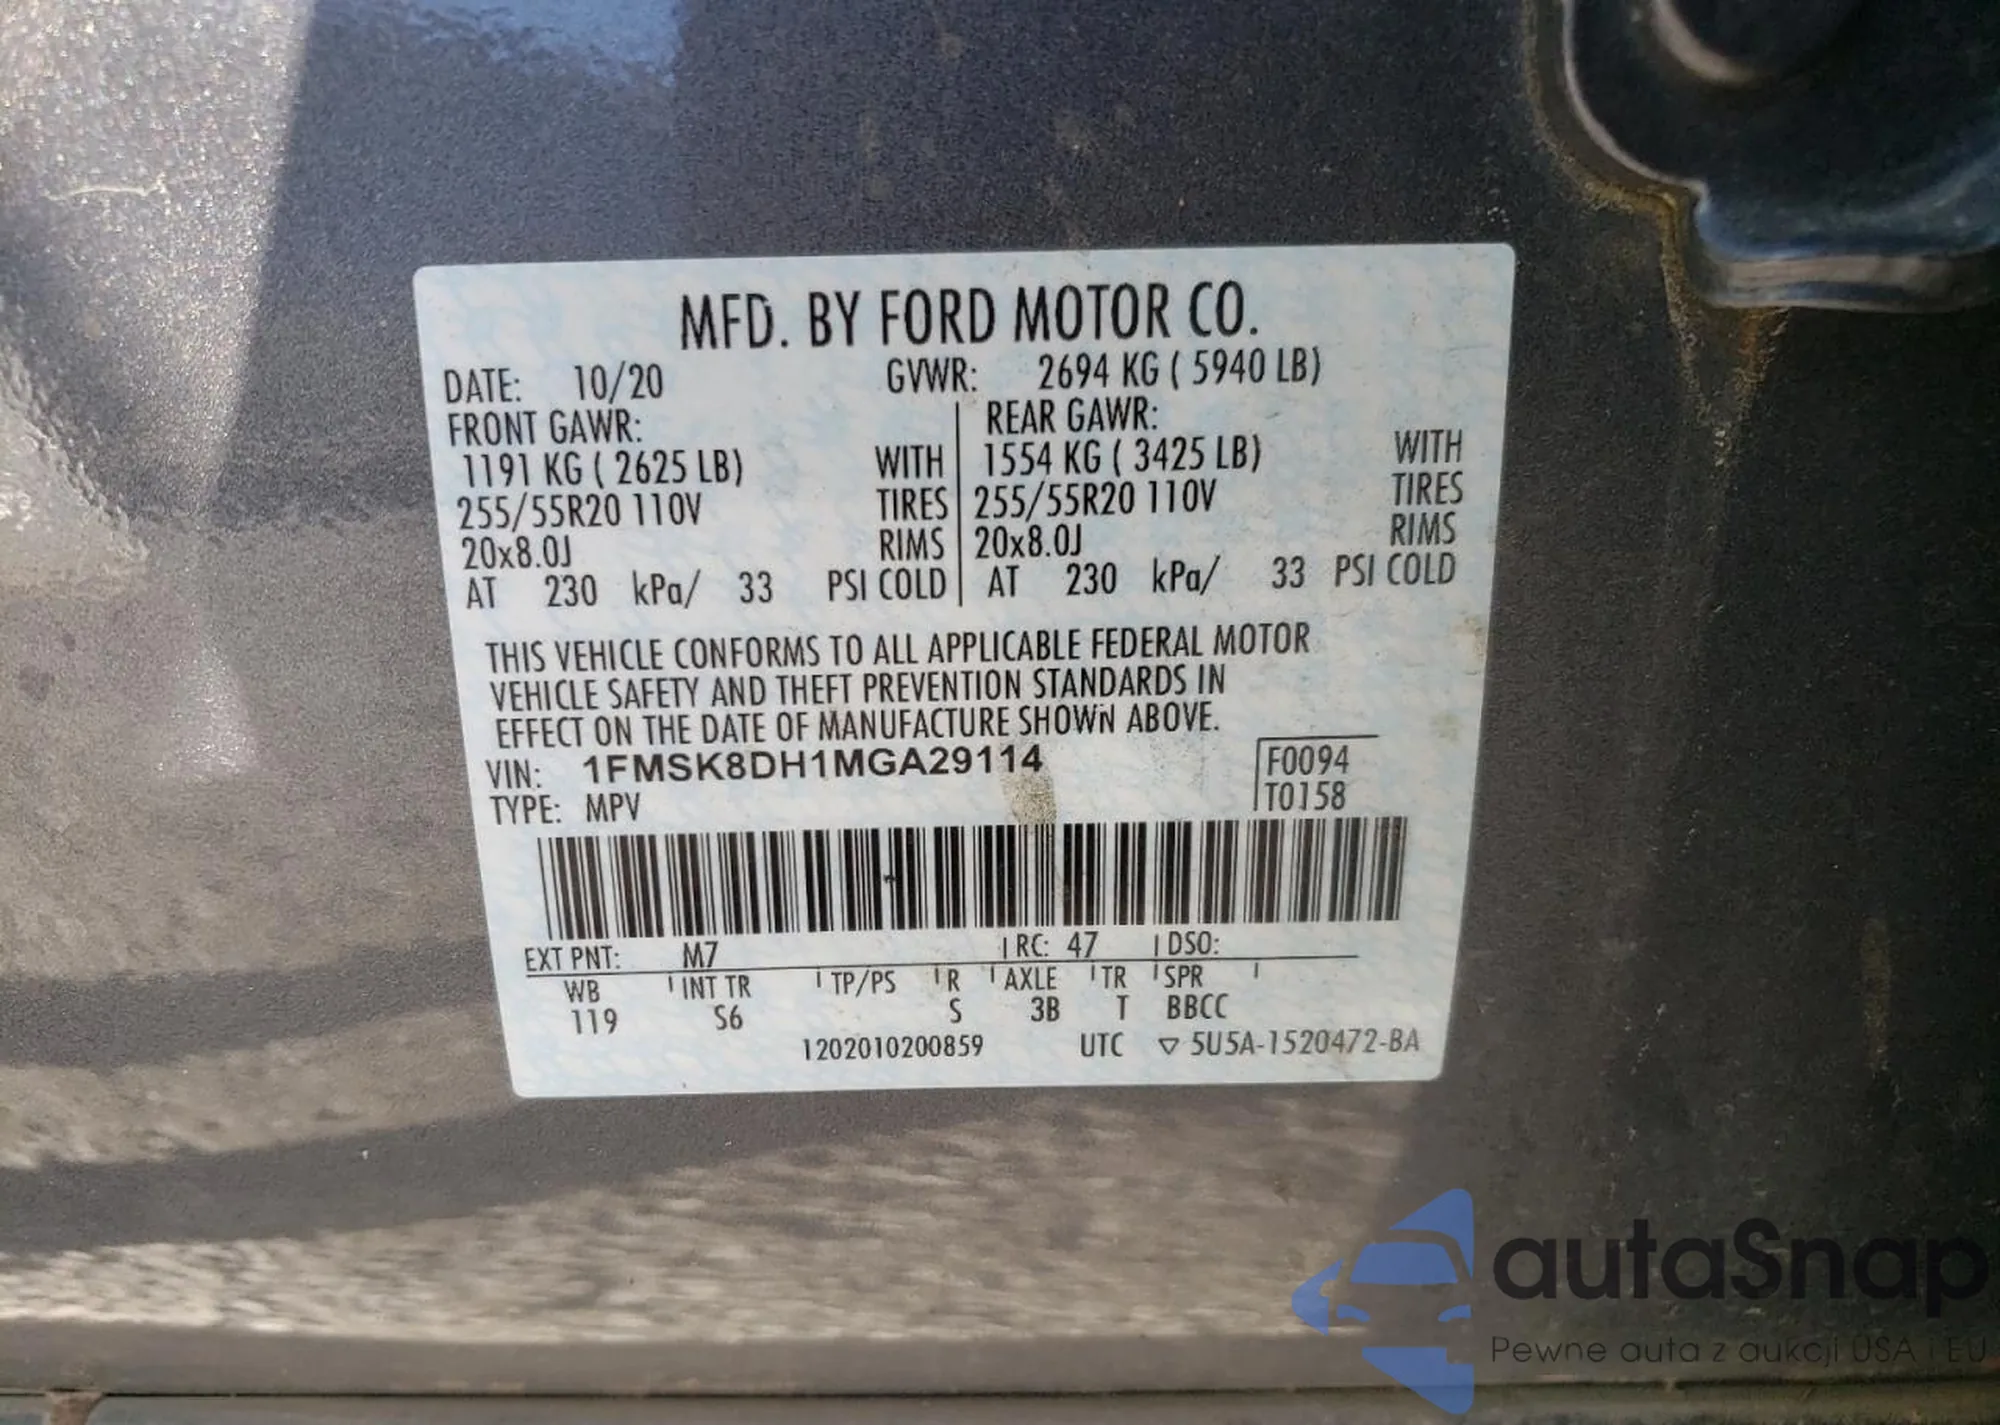 MFD. BY FORD MOTOR CO.
DATE: 10/20 GVWR: 2694 KG ( 5940 LB)
FRONT GAWR: REAR GAWR:
1191 KG ( 2625 LB) WITH 1554 KG ( 3425 LB) WITH
255/55R20 110V TIRES 255/55R20 110V TIRES
20x8.0J RIMS 20x8.0J RIMS
AT 230 kPa/ 33 PSI COLD AT 230 kPa/ 33 PSI COLD
THIS VEHICLE CONFORMS TO ALL APPLICABLE FEDERAL MOTOR
VEHICLE SAFETY AND THEFT PREVENTION STANDARDS IN
EFFECT ON THE DATE OF MANUFACTURE SHOWN ABOVE.
VIN: 1FMSK8DH1MGA29114 F0094
TYPE: MPV T0158
EXT PNT: M7 RC: 47 DSO:
WB INT TR TP/PS R AXLE TR SPR
119 S6 S 3B T BBCC
1202010200859 UTC ▽ 5U5A-1520472-BA
autaSnap
Pewne auta z aukcji USA i EU